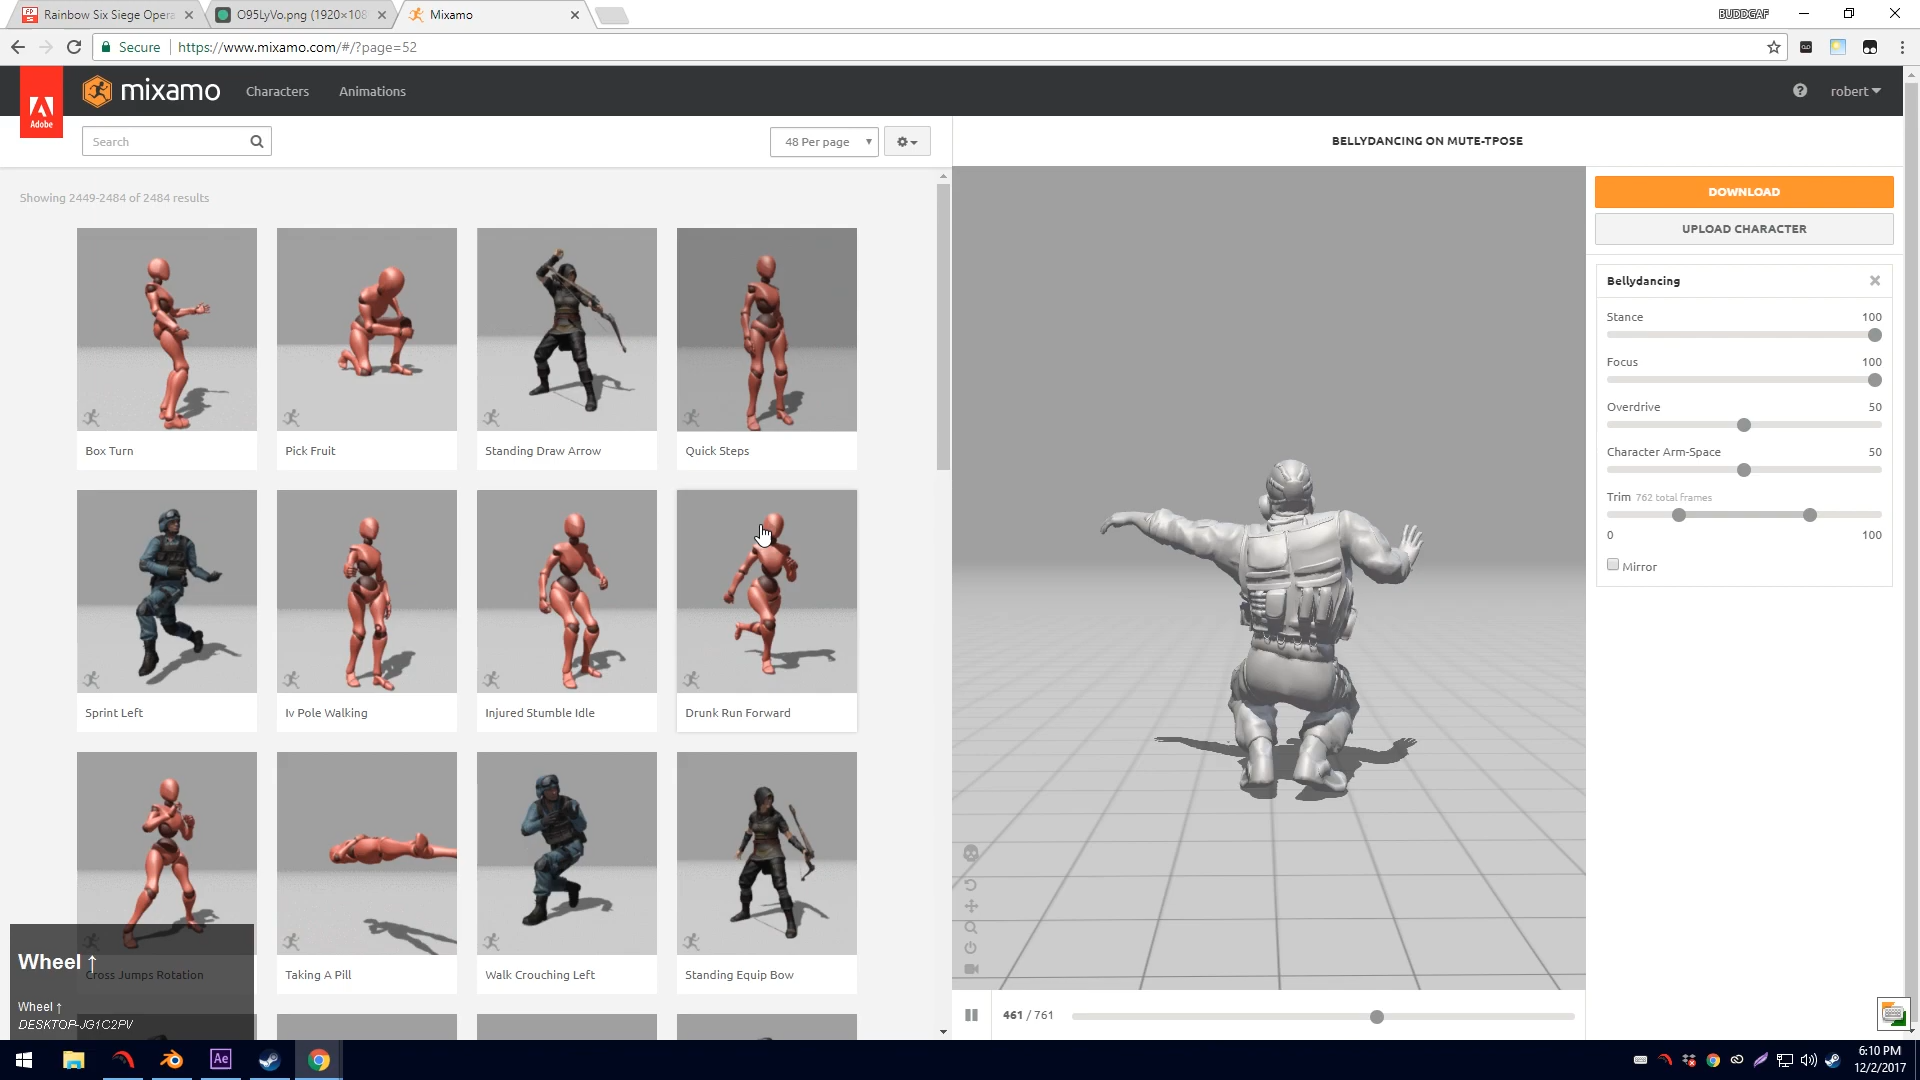 Rainbow Six Siege Opera
O95LyVo.png (1920×108
Mixamo
BUDDGAF
Secure
https://www.mixamo.com/#/?page=52
Adobe
mixamo
Characters
Animations
robert
Search
48 Per page
BELLYDANCING ON MUTE-TPOSE
Showing 2449-2484 of 2484 results
DOWNLOAD
UPLOAD CHARACTER
Bellydancing
Stance 100
Focus 100
Overdrive 50
Character Arm-Space 50
Trim 762 total frames
0 100
Mirror
Box Turn
Pick Fruit
Standing Draw Arrow
Quick Steps
Sprint Left
Iv Pole Walking
Injured Stumble Idle
Drunk Run Forward
Cross Jumps Rotation
Taking A Pill
Walk Crouching Left
Standing Equip Bow
Wheel ↑
Wheel ↑
DESKTOP-JG1C2PV
461 / 761
Ae
6:10 PM
12/2/2017